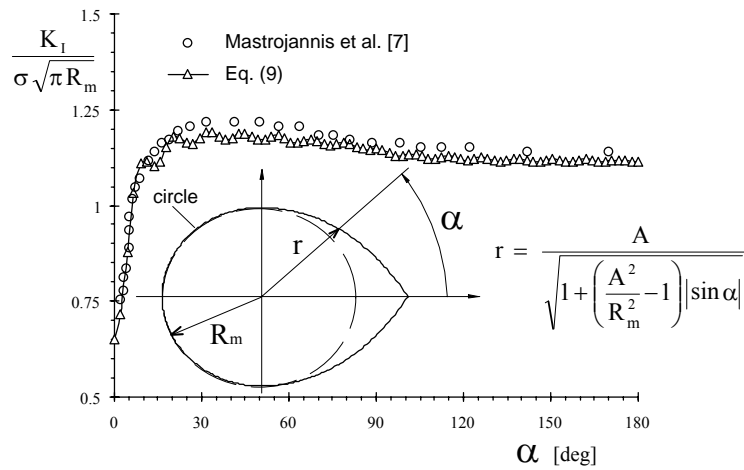 K_I / σ√(πR_m)
Mastrojannis et al. [7]
Eq. (9)
1.5
1.25
1
0.75
0.5
circle
r
α
R_m
r = A / √(1+(A²/R_m² −1)|sin α|)
0 30 60 90 120 150 180
α [deg]